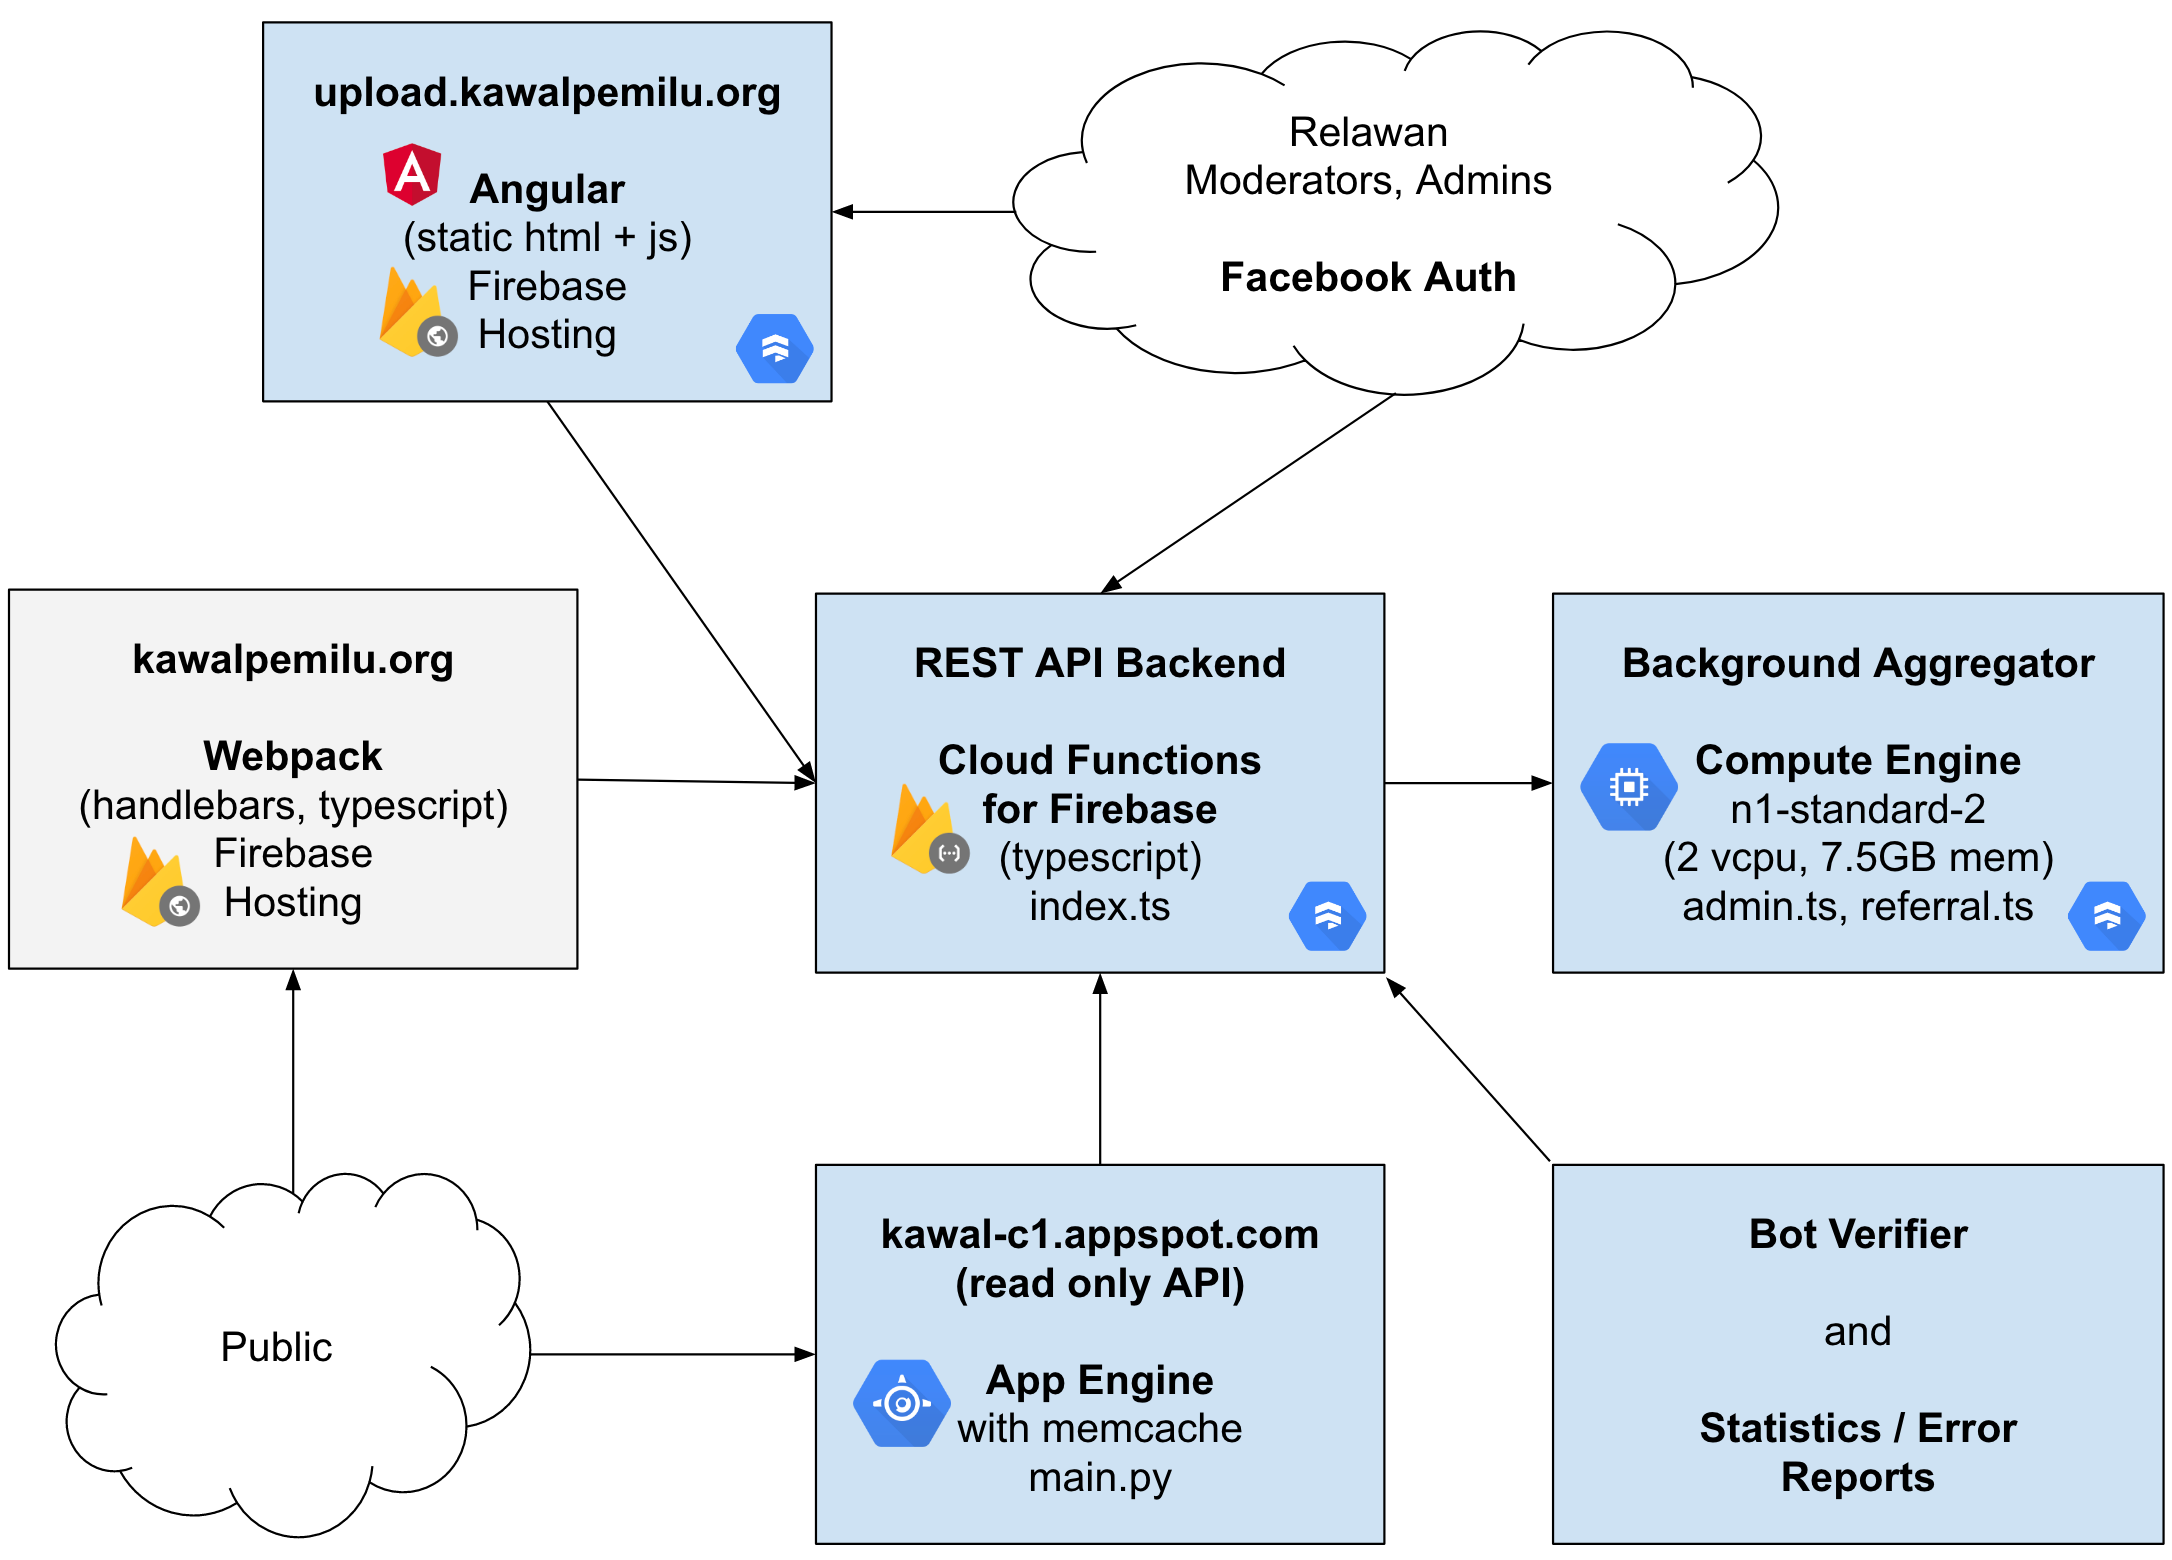 upload.kawalpemilu.org
Angular
(static html + js)
Firebase
Hosting
Relawan
Moderators, Admins
Facebook Auth
kawalpemilu.org
Webpack
(handlebars, typescript)
Firebase
Hosting
REST API Backend
Cloud Functions
for Firebase
(typescript)
index.ts
Background Aggregator
Compute Engine
n1-standard-2
(2 vcpu, 7.5GB mem)
admin.ts, referral.ts
Public
kawal-c1.appspot.com
(read only API)
App Engine
with memcache
main.py
Bot Verifier
and
Statistics / Error
Reports